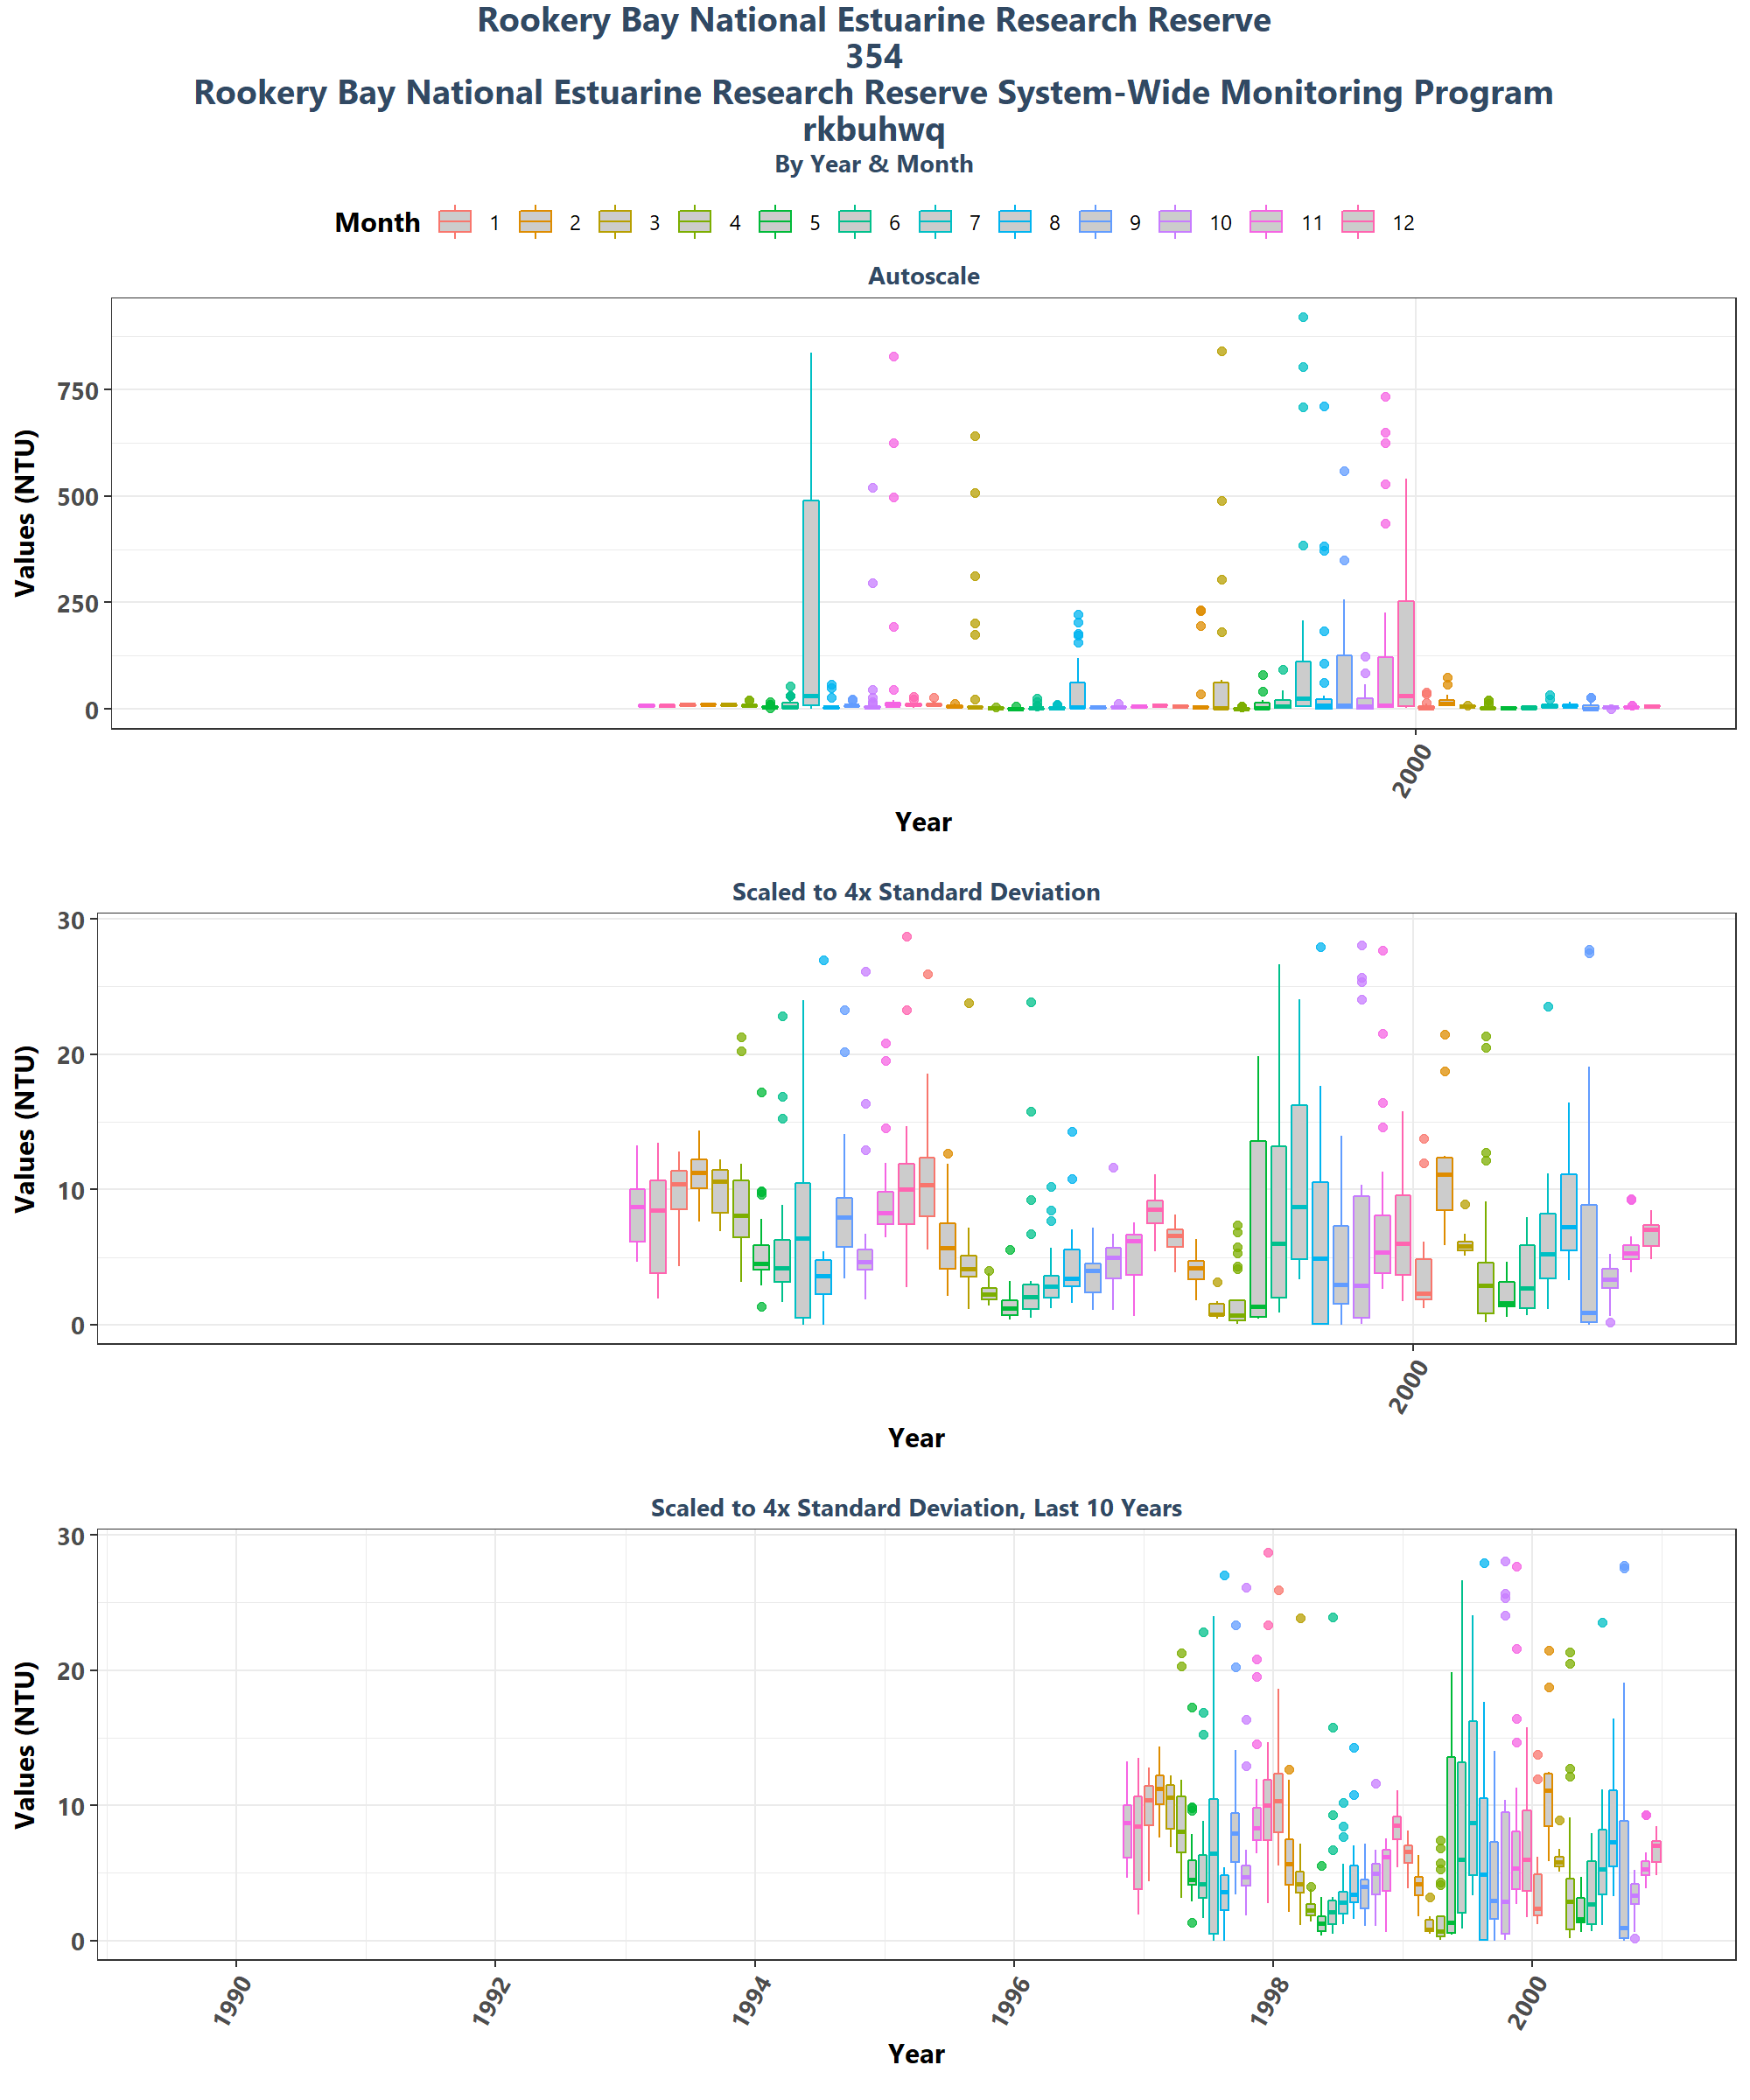 Rookery Bay National Estuarine Research Reserve
354
Rookery Bay National Estuarine Research Reserve System-Wide Monitoring Program
rkbuhwq
By Year & Month
Month 1 2 3 4 5 6 7 8 9 10 11 12
Autoscale
Values (NTU)
750
500
250
0
2000
Year
Scaled to 4x Standard Deviation
Values (NTU)
30
20
10
0
2000
Year
Scaled to 4x Standard Deviation, Last 10 Years
Values (NTU)
30
20
10
0
1990 1992 1994 1996 1998 2000
Year